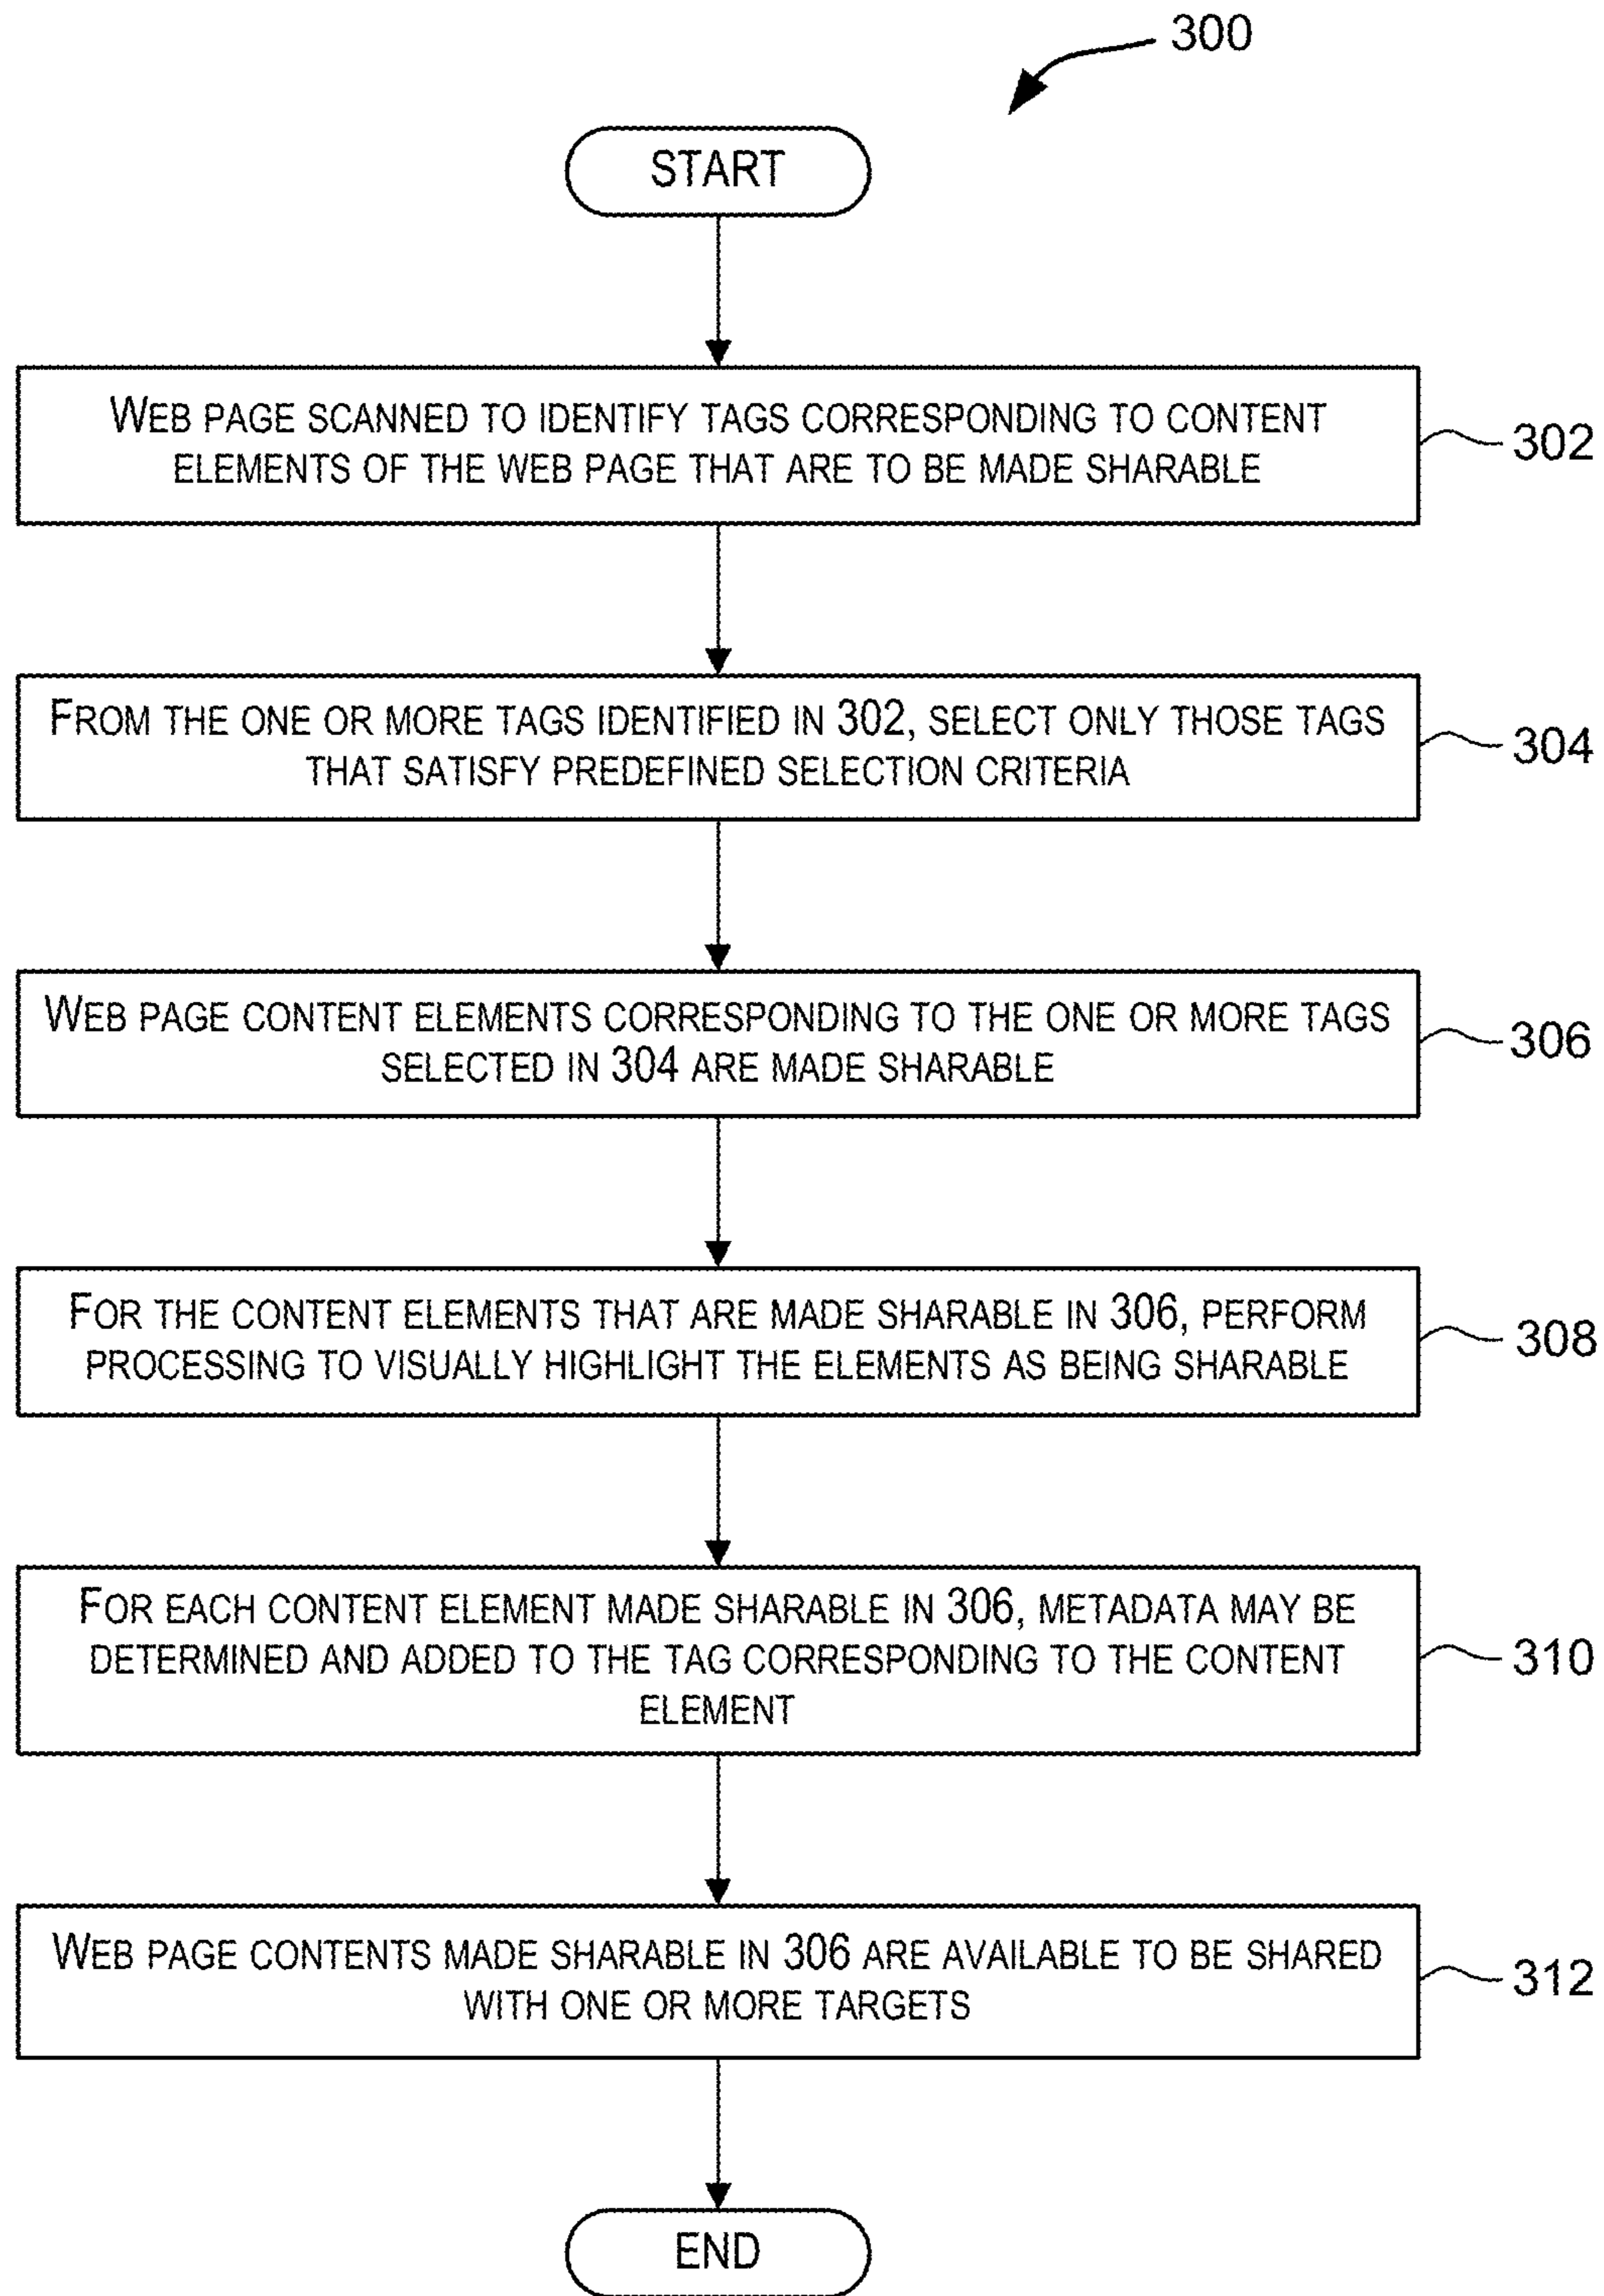 300
START
WEB PAGE SCANNED TO IDENTIFY TAGS CORRESPONDING TO CONTENT
ELEMENTS OF THE WEB PAGE THAT ARE TO BE MADE SHARABLE
302
FROM THE ONE OR MORE TAGS IDENTIFIED IN 302, SELECT ONLY THOSE TAGS
THAT SATISFY PREDEFINED SELECTION CRITERIA
304
WEB PAGE CONTENT ELEMENTS CORRESPONDING TO THE ONE OR MORE TAGS
SELECTED IN 304 ARE MADE SHARABLE
306
FOR THE CONTENT ELEMENTS THAT ARE MADE SHARABLE IN 306, PERFORM
PROCESSING TO VISUALLY HIGHLIGHT THE ELEMENTS AS BEING SHARABLE
308
FOR EACH CONTENT ELEMENT MADE SHARABLE IN 306, METADATA MAY BE
DETERMINED AND ADDED TO THE TAG CORRESPONDING TO THE CONTENT
ELEMENT
310
WEB PAGE CONTENTS MADE SHARABLE IN 306 ARE AVAILABLE TO BE SHARED
WITH ONE OR MORE TARGETS
312
END